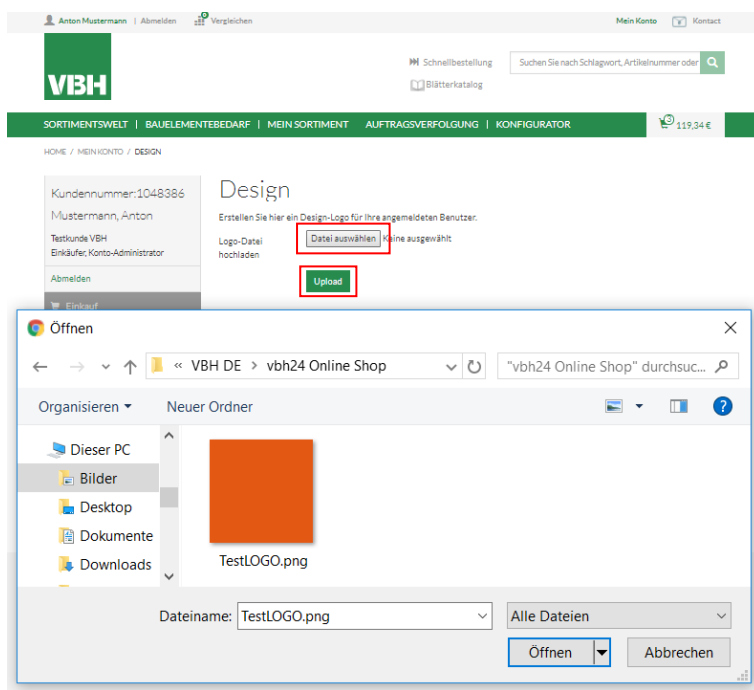 Anton Mustermann | Abmelden 0 Vergleichen Mein Konto Kontact
VBH
Schnellbestellung Suchen Sie nach Schlagwort, Artikelnummer oder
Blätterkatalog
SORTIMENTSWELT | BAUELEMENTEBEDARF | MEIN SORTIMENT AUFTRAGSVERFOLGUNG | KONFIGURATOR 3 119,34 €
HOME / MEIN KONTO / DESIGN
Kundennummer:1048386
Mustermann, Anton
Testkunde VBH
Einkäufer, Konto-Administrator
Abmelden
Einkauf
Design
Erstellen Sie hier ein Design-Logo für Ihre angemeldeten Benutzer.
Logo-Datei
hochladen
Datei auswählen Keine ausgewählt
Upload
Öffnen
« VBH DE > vbh24 Online Shop "vbh24 Online Shop" durchsuc...
Organisieren Neuer Ordner
Dieser PC
Bilder
Desktop
Dokumente
Downloads
TestLOGO.png
Dateiname: TestLOGO.png Alle Dateien
Öffnen Abbrechen